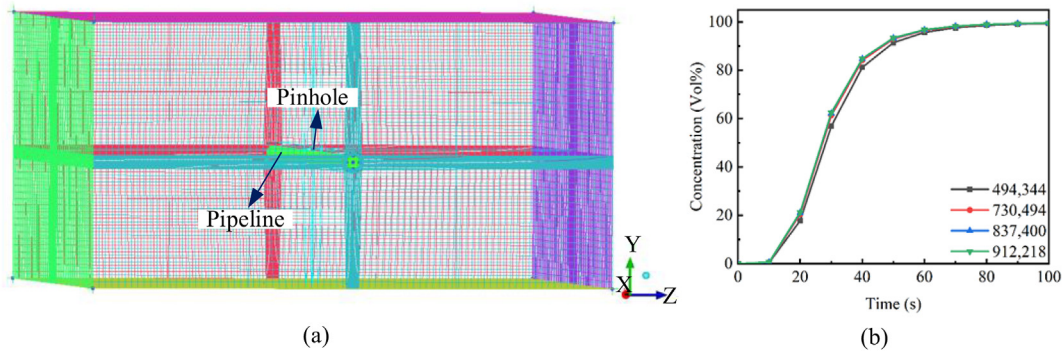 Pinhole
Pipeline
Y
X
Z
(a)
Concentration (Vol%)
100
80
60
40
20
0
494,344
730,494
837,400
912,218
0 20 40 60 80 100
Time (s)
(b)